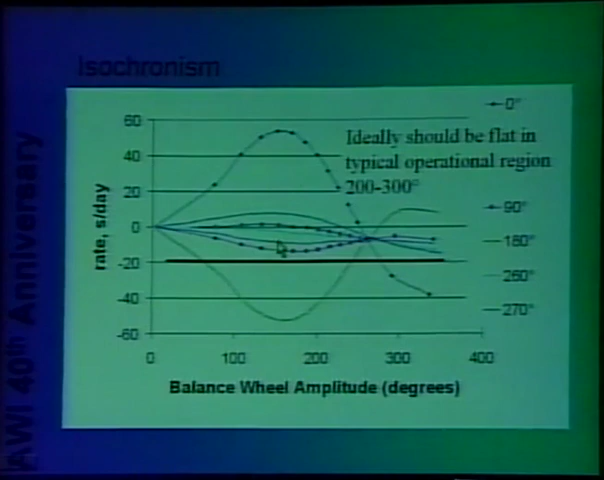 Isochronism
AWI 40th Anniversary
0°
60
Ideally should be flat in
typical operational region
200-300°
40
20
0
-20
-40
-60
90°
180°
260°
270°
rate, s/day
0 100 200 300 400
Balance Wheel Amplitude (degrees)